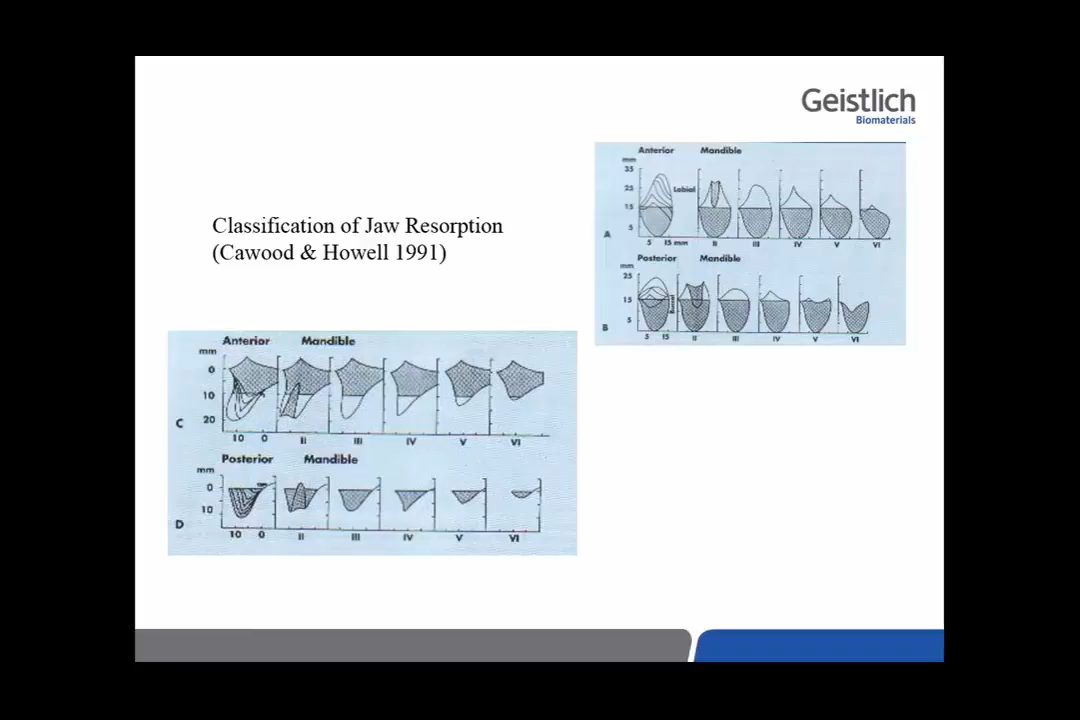 Geistlich
Biomaterials
Classification of Jaw Resorption
(Cawood & Howell 1991)
Anterior Mandible
mm
35
25
15
5
Labial
A
5 15 mm II III IV V VI
Posterior Mandible
mm
25
15
5
B
5 15 II III IV V VI
Anterior Mandible
mm
0
10
20
C
10 0 II III IV V VI
Posterior Mandible
mm
0
10
D
10 0 II III IV V VI